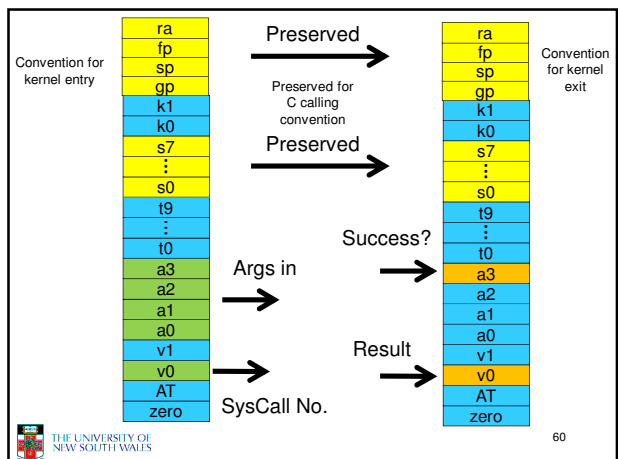 Convention for
kernel entry
ra
fp
sp
gp
k1
k0
s7
⋮
s0
t9
⋮
t0
a3
a2
a1
a0
v1
v0
AT
zero
Preserved
Preserved for
C calling
convention
Preserved
Success?
Args in
Result
SysCall No.
ra
fp
sp
gp
k1
k0
s7
⋮
s0
t9
⋮
t0
a3
a2
a1
a0
v1
v0
AT
zero
Convention
for kernel
exit
THE UNIVERSITY OF
NEW SOUTH WALES
60